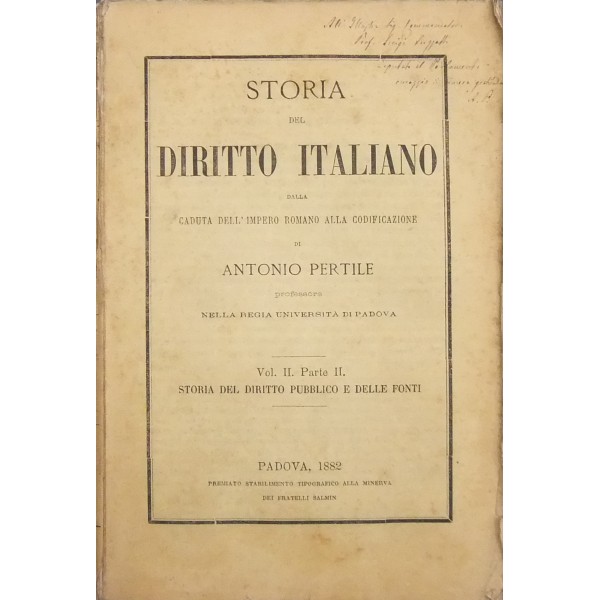 Prof. Luigi
STORIA
DEL
DIRITTO ITALIANO
DALLA
CADUTA DELL'IMPERO ROMANO ALLA CODIFICAZIONE
DI
ANTONIO PERTILE
professore
NELLA REGIA UNIVERSITÀ DI PADOVA
Vol. II. Parte II.
STORIA DEL DIRITTO PUBBLICO E DELLE FONTI
PADOVA, 1882
PREMIATO STABILIMENTO TIPOGRAFICO ALLA MINERVA
DEI FRATELLI SALMIN